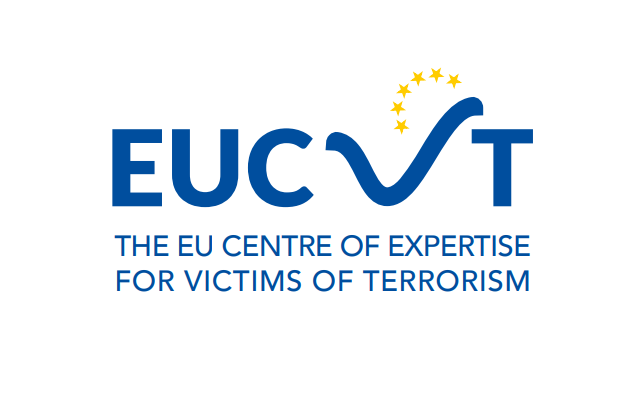 EUCVT
THE EU CENTRE OF EXPERTISE
FOR VICTIMS OF TERRORISM